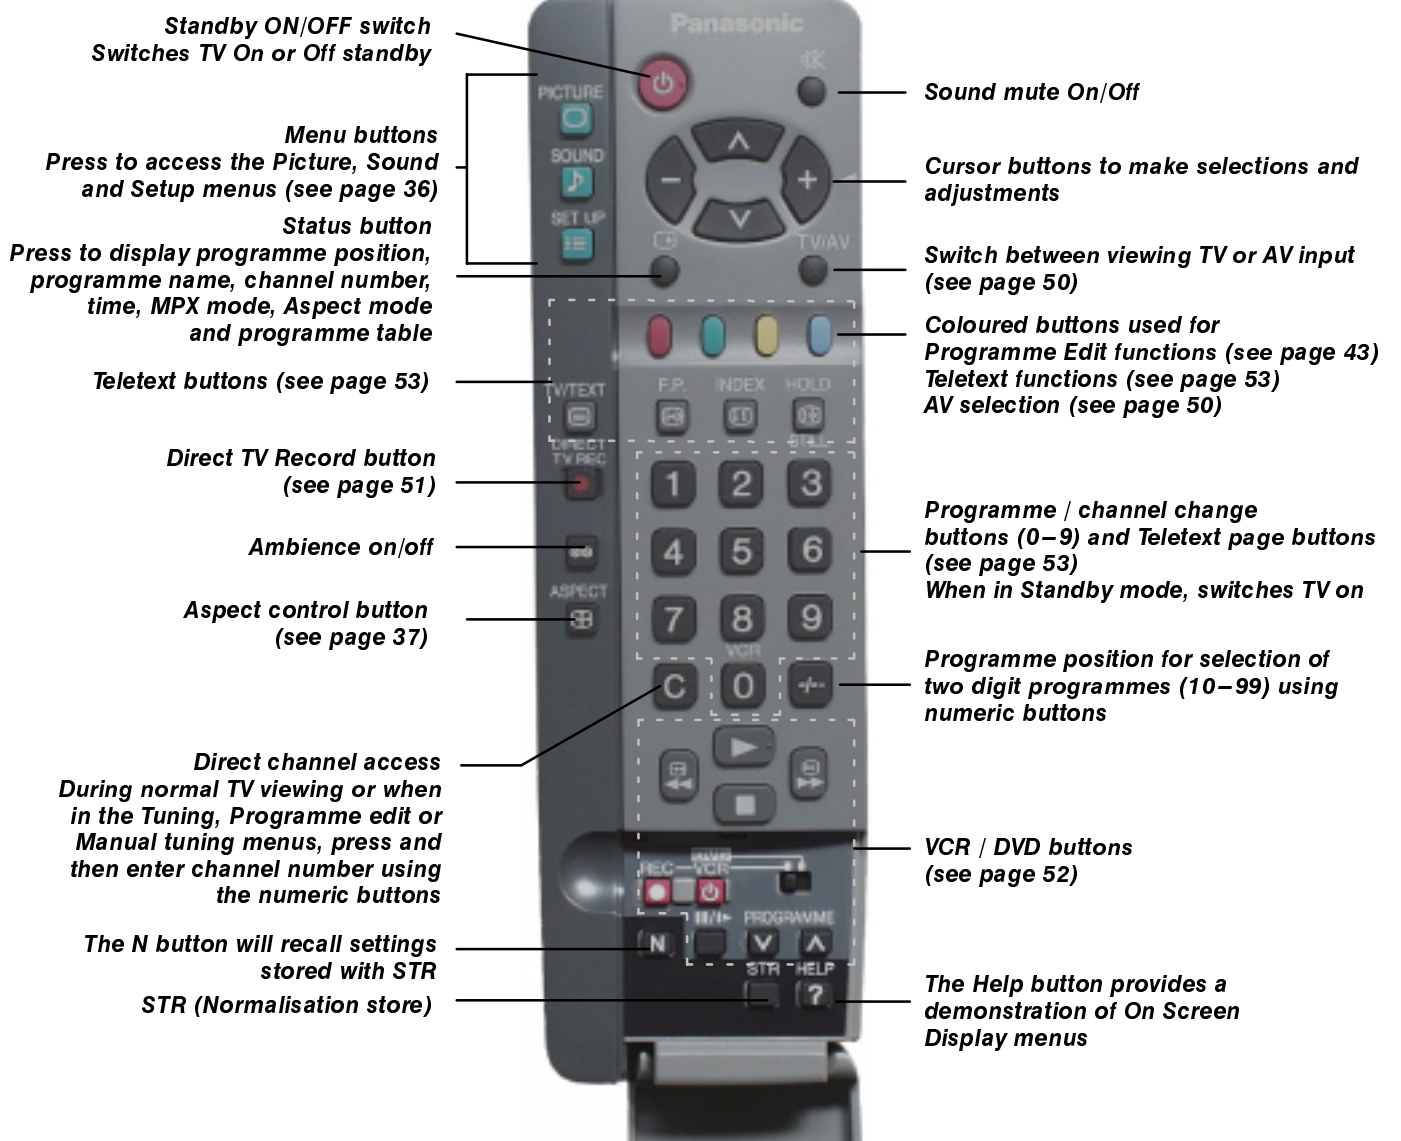 Standby ON/OFF switch
Switches TV On or Off standby
Menu buttons
Press to access the Picture, Sound
and Setup menus (see page 36)
Status button
Press to display programme position,
programme name, channel number,
time, MPX mode, Aspect mode
and programme table
Teletext buttons (see page 53)
Direct TV Record button
(see page 51)
Ambience on/off
Aspect control button
(see page 37)
Direct channel access
During normal TV viewing or when
in the Tuning, Programme edit or
Manual tuning menus, press and
then enter channel number using
the numeric buttons
The N button will recall settings
stored with STR
STR (Normalisation store)
Panasonic
PICTURE
SOUND
SET UP
TV/AV
TV/TEXT
F.P. INDEX HOLD
STILL
DIRECT
TV REC
1 2 3
4 5 6
ASPECT
7 8 9
VCR
C 0 -/--
REC VCR
PROGRAMME
N
STR HELP
?
Sound mute On/Off
Cursor buttons to make selections and
adjustments
Switch between viewing TV or AV input
(see page 50)
Coloured buttons used for
Programme Edit functions (see page 43)
Teletext functions (see page 53)
AV selection (see page 50)
Programme / channel change
buttons (0–9) and Teletext page buttons
(see page 53)
When in Standby mode, switches TV on
Programme position for selection of
two digit programmes (10–99) using
numeric buttons
VCR / DVD buttons
(see page 52)
The Help button provides a
demonstration of On Screen
Display menus